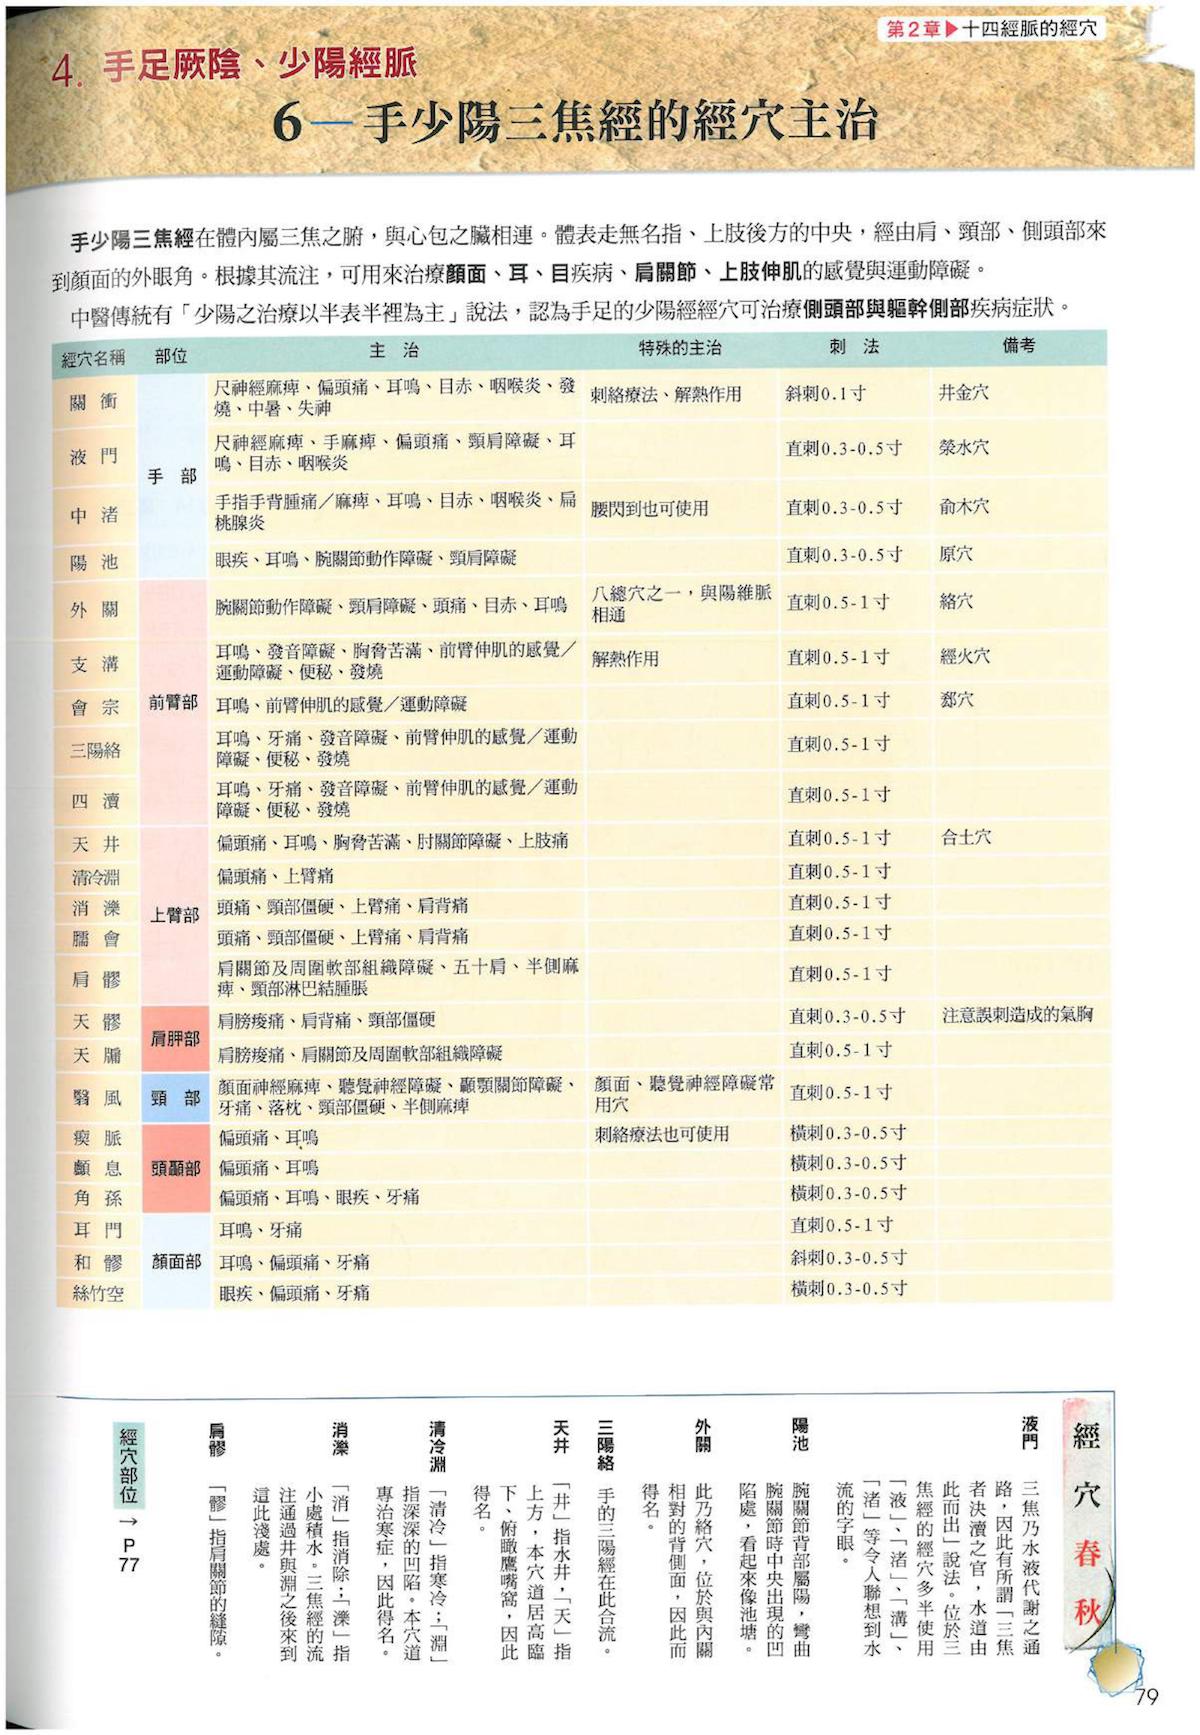 第2章▶十四經脈的經穴
4. 手足厥陰、少陽經脈
6—手少陽三焦經的經穴主治
手少陽三焦經在體內屬三焦之腑，與心包之臟相連。體表走無名指、上肢後方的中央，經由肩、頸部、側頭部來
到顏面的外眼角。根據其流注，可用來治療顏面、耳、目疾病、肩關節、上肢伸肌的感覺與運動障礙。
中醫傳統有「少陽之治療以半表半裡為主」說法，認為手足的少陽經經穴可治療側頭部與軀幹側部疾病症狀。
經穴名稱 部位 主 治 特殊的主治 刺 法 備考
手 部
關 衝 尺神經麻痺、偏頭痛、耳鳴、目赤、咽喉炎、發
燒、中暑、失神 刺絡療法、解熱作用 斜刺0.1寸 井金穴
液 門 尺神經麻痺、手麻痺、偏頭痛、頸肩障礙、耳
鳴、目赤、咽喉炎 直刺0.3-0.5寸 滎水穴
中 渚 手指手背腫痛／麻痺、耳鳴、目赤、咽喉炎、扁
桃腺炎 腰閃到也可使用 直刺0.3-0.5寸 俞木穴
陽 池 眼疾、耳鳴、腕關節動作障礙、頸肩障礙 直刺0.3-0.5寸 原穴
前臂部
外 關 腕關節動作障礙、頸肩障礙、頭痛、目赤、耳鳴 八總穴之一，與陽維脈
相通 直刺0.5-1寸 絡穴
支 溝 耳鳴、發音障礙、胸脅苦滿、前臂伸肌的感覺／
運動障礙、便秘、發燒 解熱作用 直刺0.5-1寸 經火穴
會 宗 耳鳴、前臂伸肌的感覺／運動障礙 直刺0.5-1寸 郄穴
三陽絡 耳鳴、牙痛、發音障礙、前臂伸肌的感覺／運動
障礙、便秘、發燒 直刺0.5-1寸
四 瀆 耳鳴、牙痛、發音障礙、前臂伸肌的感覺／運動
障礙、便秘、發燒 直刺0.5-1寸
上臂部
天 井 偏頭痛、耳鳴、胸脅苦滿、肘關節障礙、上肢痛 直刺0.5-1寸 合土穴
清冷淵 偏頭痛、上臂痛 直刺0.5-1寸
消 濼 頭痛、頸部僵硬、上臂痛、肩背痛 直刺0.5-1寸
臑 會 頭痛、頸部僵硬、上臂痛、肩背痛 直刺0.5-1寸
肩 髎 肩關節及周圍軟部組織障礙、五十肩、半側麻
痺、頸部淋巴結腫脹 直刺0.5-1寸
肩胛部
天 髎 肩膀痠痛、肩背痛、頸部僵硬 直刺0.3-0.5寸 注意誤刺造成的氣胸
天 牖 肩膀痠痛、肩關節及周圍軟部組織障礙 直刺0.5-1寸
頸 部
翳 風 顏面神經麻痺、聽覺神經障礙、顳顎關節障礙、
牙痛、落枕、頸部僵硬、半側麻痺 顏面、聽覺神經障礙常
用穴 直刺0.5-1寸
頭顳部
瘈 脈 偏頭痛、耳鳴 刺絡療法也可使用 橫刺0.3-0.5寸
顱 息 偏頭痛、耳鳴 橫刺0.3-0.5寸
角 孫 偏頭痛、耳鳴、眼疾、牙痛 橫刺0.3-0.5寸
顏面部
耳 門 耳鳴、牙痛 直刺0.5-1寸
和 髎 耳鳴、偏頭痛、牙痛 斜刺0.3-0.5寸
絲竹空 眼疾、偏頭痛、牙痛 橫刺0.3-0.5寸
經穴春秋
液門 三焦乃水液代謝之通
路，因此有所謂「三焦
者決瀆之官，水道由
此而出」說法。位於三
焦經的經穴多半使用
「液」、「渚」、「溝」、
「渚」等令人聯想到水
流的字眼。
陽池 腕關節背部屬陽，彎曲
腕關節時中央出現的凹
陷處，看起來像池塘。
外關 此乃絡穴，位於與內關
相對的背側面，因此而
得名。
三陽絡 手的三陽經在此合流。
天井 「井」指水井，「天」指
上方，本穴道居高臨
下、俯瞰鷹嘴窩，因此
得名。
清冷淵 「清冷」指寒冷；「淵」
指深深的凹陷。本穴道
專治寒症，因此得名。
消濼 「消」指消除；「濼」指
小處積水。三焦經的流
注通過井與淵之後來到
這此淺處。
肩髎 「髎」指肩關節的縫隙。
經穴部位→P77
79